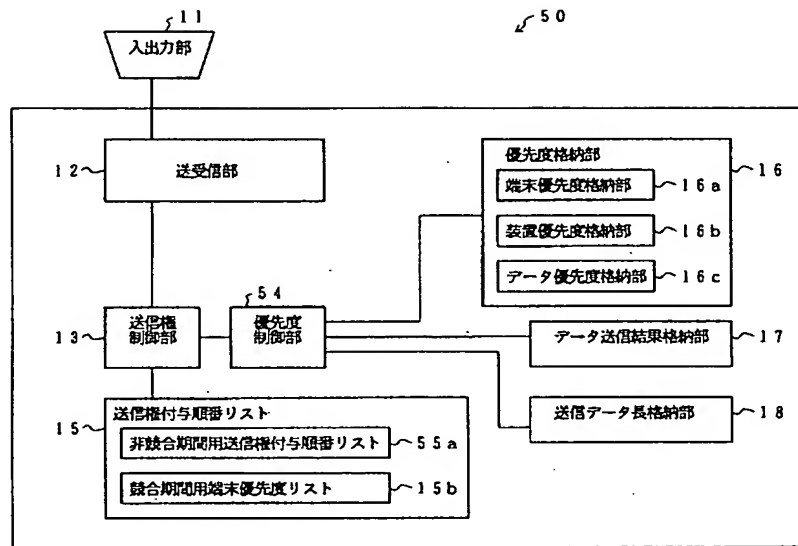 11
入出力部
50
12
送受信部
優先度格納部
16
端末優先度格納部
16a
装置優先度格納部
16b
データ優先度格納部
16c
13
送信権
制御部
54
優先度
制御部
データ送信結果格納部
17
送信データ長格納部
18
15
送信権付与順番リスト
非競合期間用送信権付与順番リスト
55a
競合期間用端末優先度リスト
15b